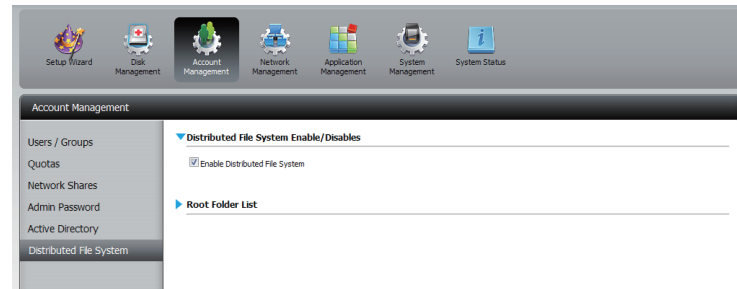 Setup Wizard
Disk Management
Account Management
Network Management
Application Management
System Management
System Status
Account Management
Users / Groups
Quotas
Network Shares
Admin Password
Active Directory
Distributed File System
Distributed File System Enable/Disables
Enable Distributed File System
Root Folder List